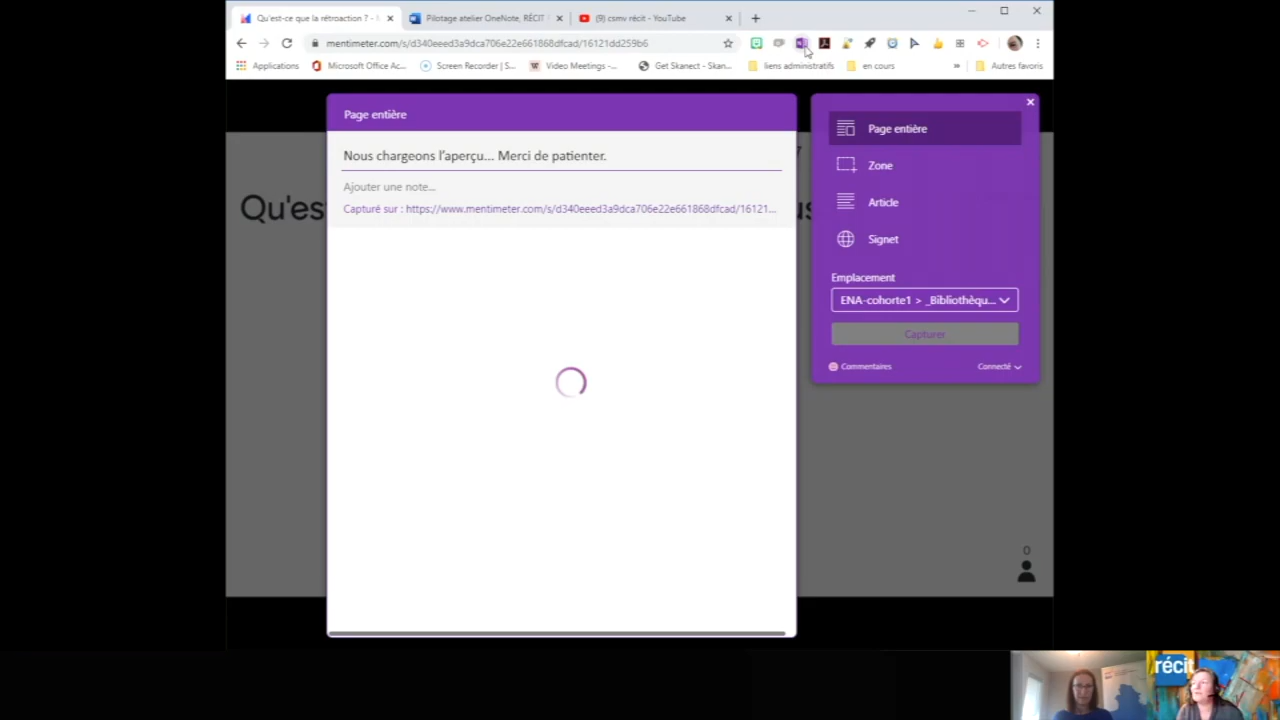 Qu'est-ce que la rétroaction ? -
Pilotage atelier OneNote, RÉCIT
(9) csmv récit - YouTube
mentimeter.com/s/d340eeed3a9dca706e22e661868dfcad/16121dd259b6
Applications
Microsoft Office Ac...
Screen Recorder | S...
Video Meetings -...
Get Skanect - Skan...
liens administratifs
en cours
»
Autres favoris
Page entière
Nous chargeons l'aperçu... Merci de patienter.
Ajouter une note...
Capturé sur : https://www.mentimeter.com/s/d340eeed3a9dca706e22e661868dfcad/16121...
Qu'es
Page entière
Zone
Article
Signet
Emplacement
ENA-cohorte1 > _Bibliothèqu...
Capturer
Commentaires
Connecté
0
récit